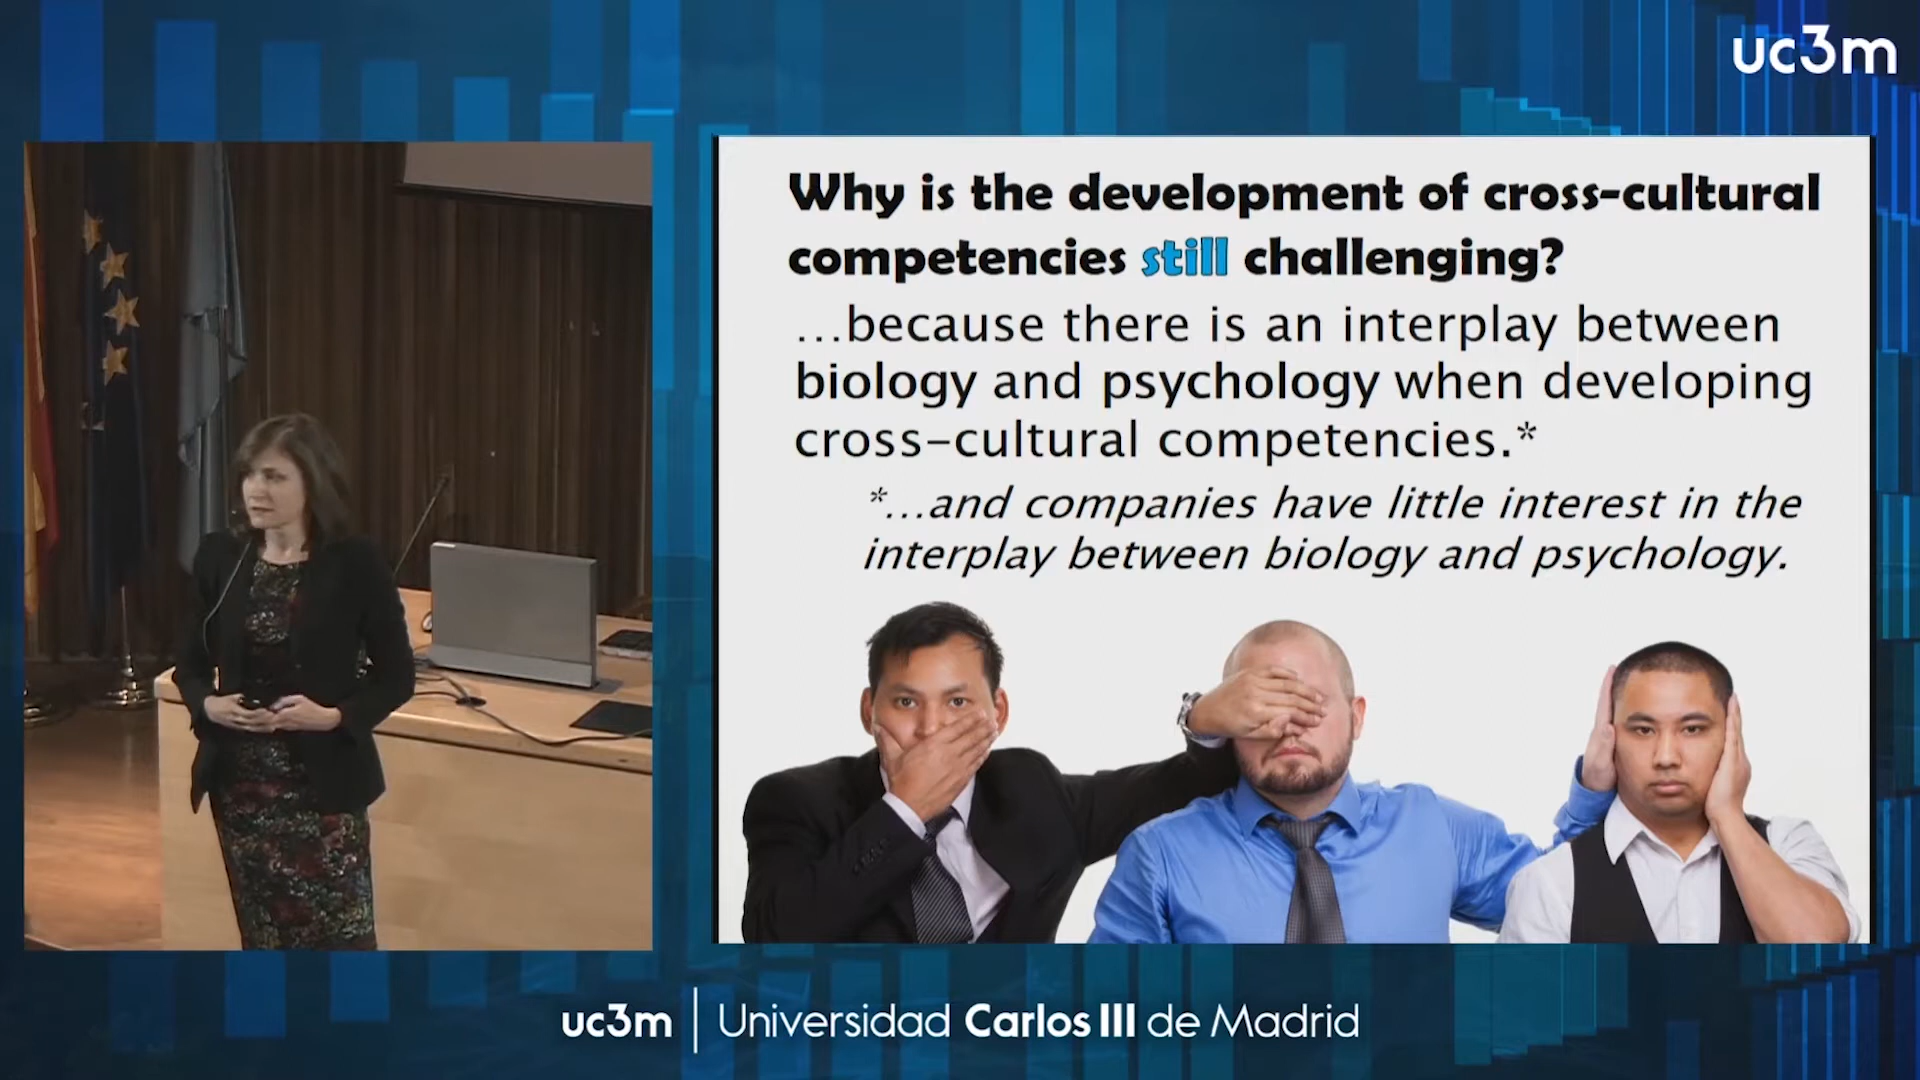 uc3m
Why is the development of cross-cultural
competencies still challenging?
...because there is an interplay between
biology and psychology when developing
cross-cultural competencies.*
*...and companies have little interest in the
interplay between biology and psychology.
uc3m | Universidad Carlos III de Madrid